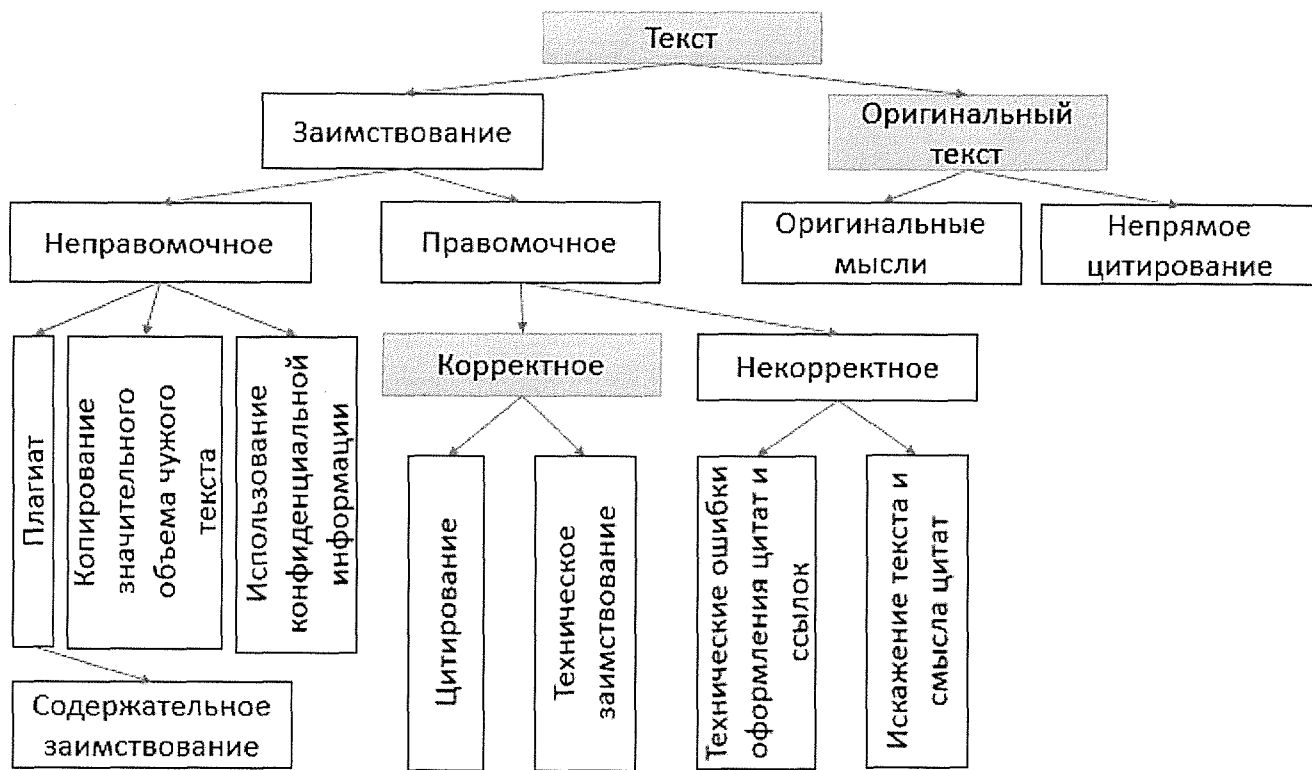 Текст
Заимствование
Оригинальный
текст
Неправомочное
Правомочное
Оригинальные
мысли
Непрямое
цитирование
Корректное
Некорректное
Плагиат
Копирование
значительного
объема чужого
текста
Использование
конфиденциальной
информации
Цитирование
Техническое
заимствование
Технические ошибки
оформления цитат и
ссылок
Искажение текста и
смысла цитат
Содержательное
заимствование